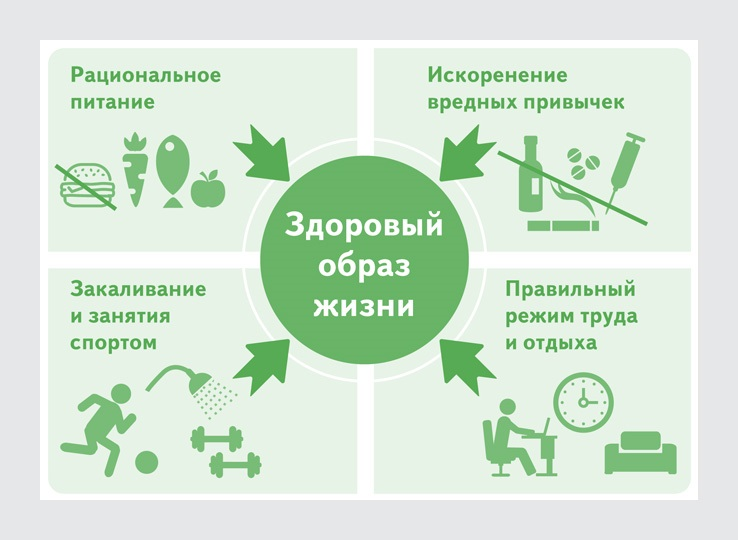 Рациональное
питание
Искоренение
вредных привычек
Здоровый
образ
жизни
Закаливание
и занятия
спортом
Правильный
режим труда
и отдыха